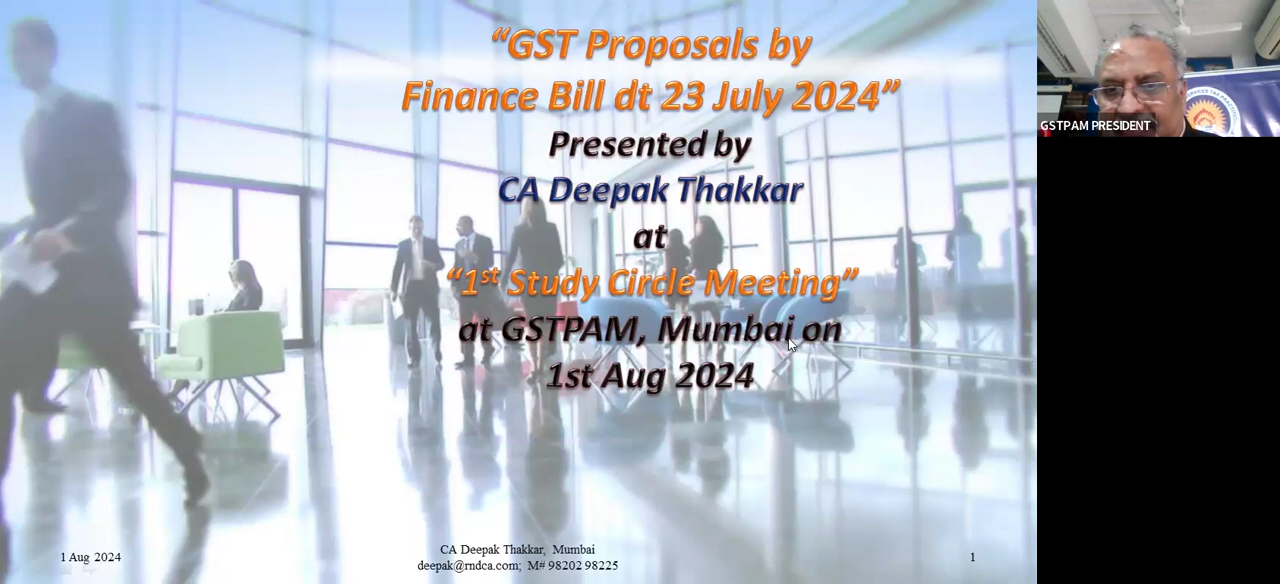 “GST Proposals by
Finance Bill dt 23 July 2024”
Presented by
CA Deepak Thakkar
at
“1st Study Circle Meeting”
at GSTPAM, Mumbai on
1st Aug 2024
GSTPAM PRESIDENT
1 Aug 2024
CA Deepak Thakkar, Mumbai
deepak@rndca.com; M# 98202 98225
1